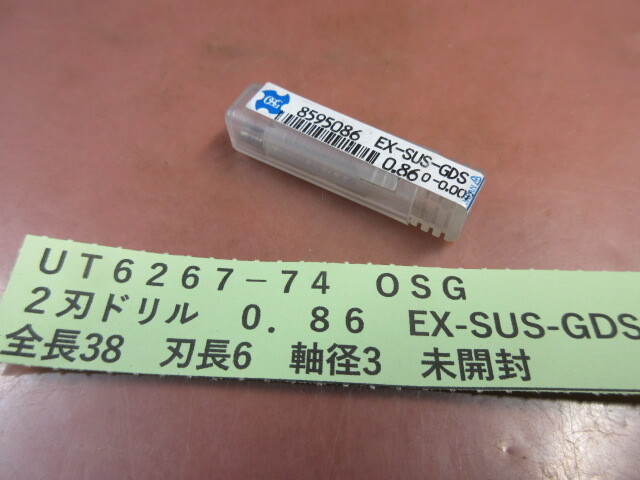 OSG
8595086
EX-SUS-GDS
0.86 0-0.00
UT6267-74 OSG
2刃ドリル 0.86 EX-SUS-GDS
全長38 刃長6 軸径3 未開封